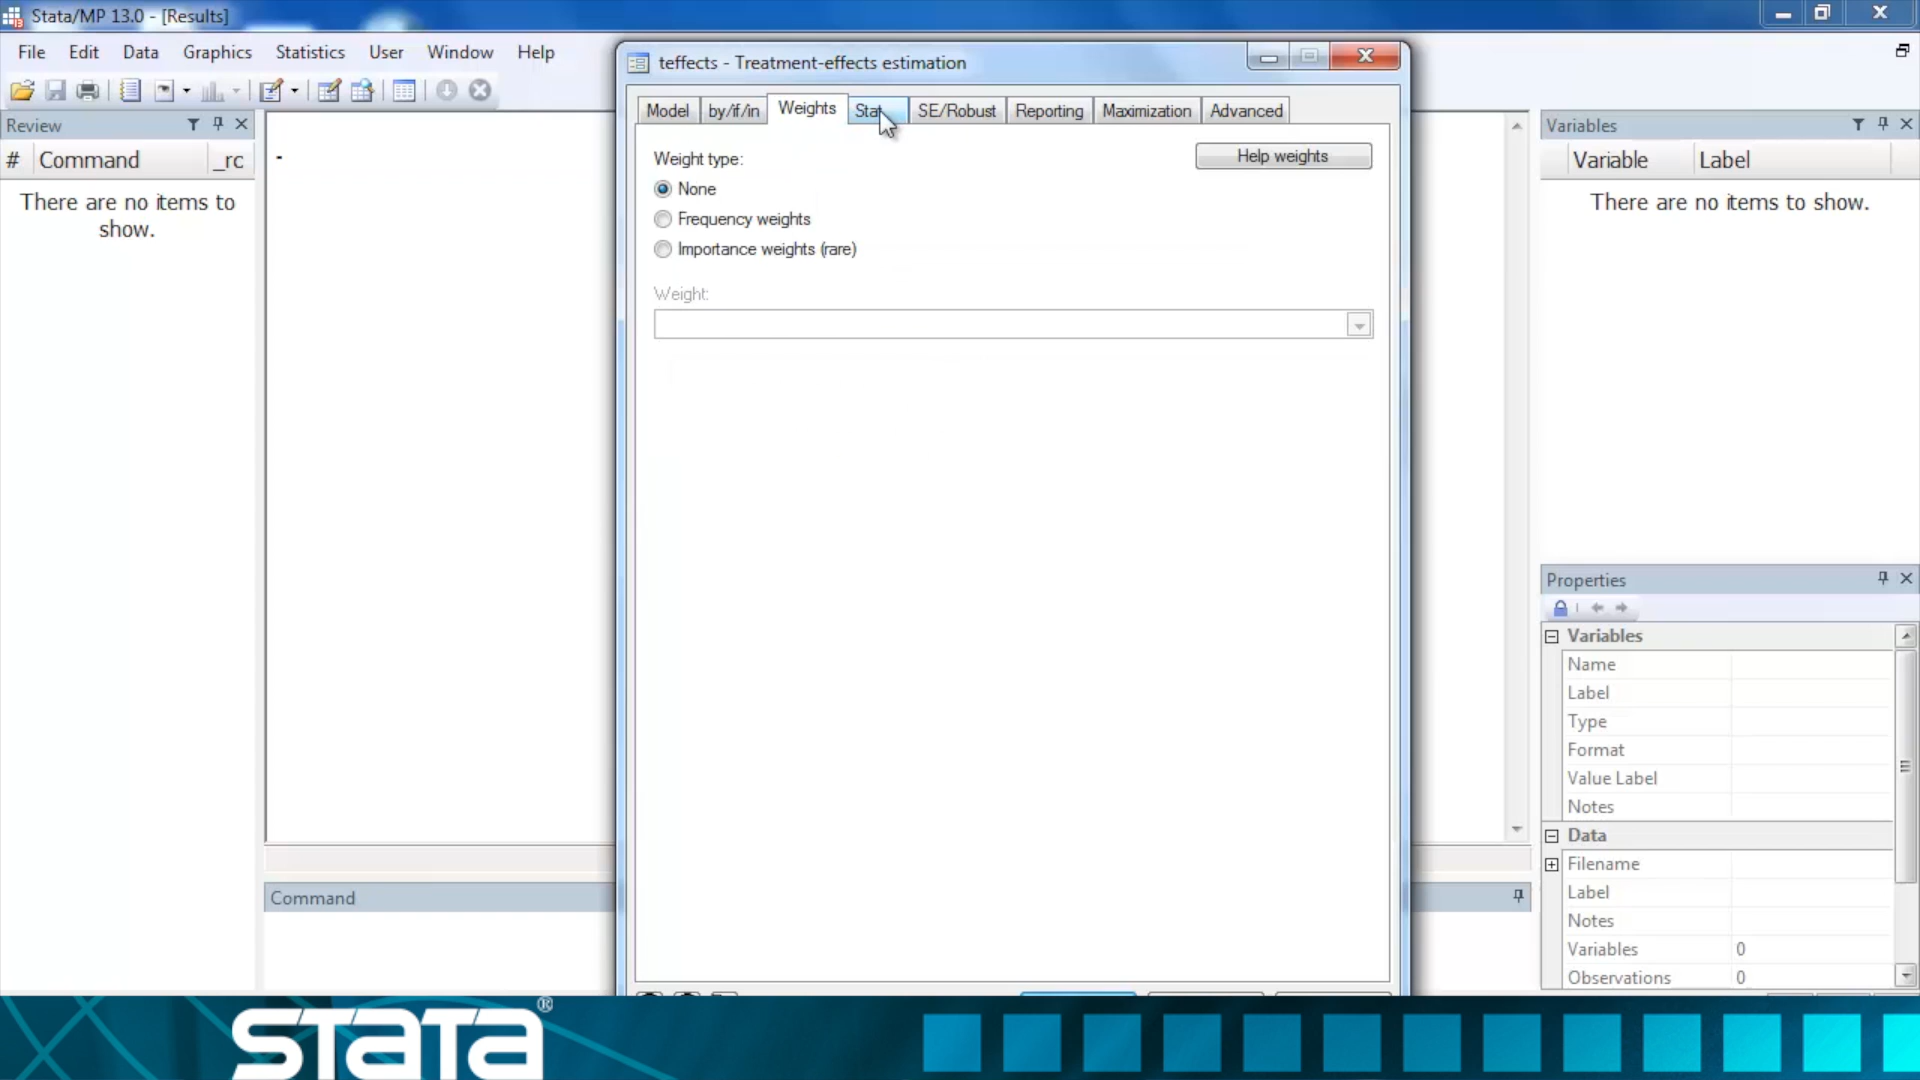 Stata/MP 13.0 - [Results]
File Edit Data Graphics Statistics User Window Help
Review
# Command _rc
There are no items to
show.
.
teffects - Treatment-effects estimation
Model by/if/in Weights Stat SE/Robust Reporting Maximization Advanced
Weight type:
Help weights
None
Frequency weights
Importance weights (rare)
Weight:
Command
Variables
Variable Label
There are no items to show.
Properties
Variables
Name
Label
Type
Format
Value Label
Notes
Data
Filename
Label
Notes
Variables 0
Observations 0
STATA®